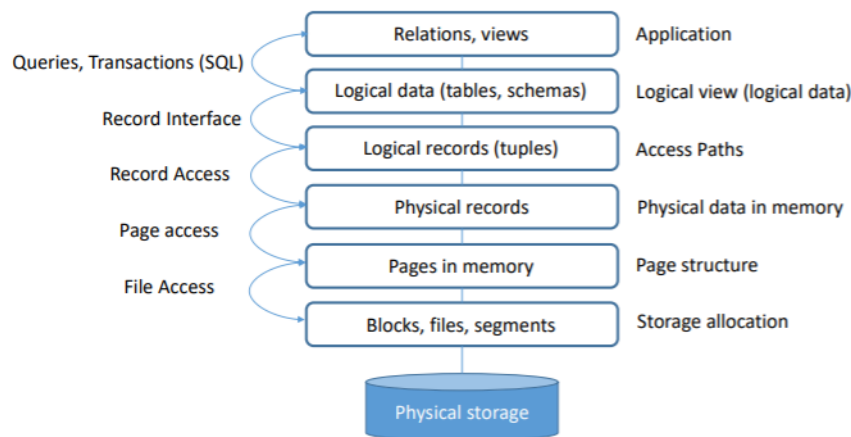 Relations, views
Application
Queries, Transactions (SQL)
Logical data (tables, schemas)
Logical view (logical data)
Record Interface
Logical records (tuples)
Access Paths
Record Access
Physical records
Physical data in memory
Page access
Pages in memory
Page structure
File Access
Blocks, files, segments
Storage allocation
Physical storage